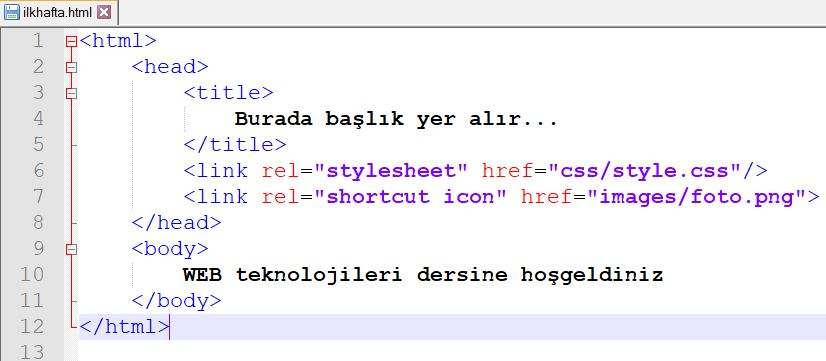 ilkhafta.html
1 <html>
2 <head>
3 <title>
4 Burada başlık yer alır...
5 </title>
6 <link rel="stylesheet" href="css/style.css"/>
7 <link rel="shortcut icon" href="images/foto.png">
8 </head>
9 <body>
10 WEB teknolojileri dersine hoşgeldiniz
11 </body>
12 </html>
13